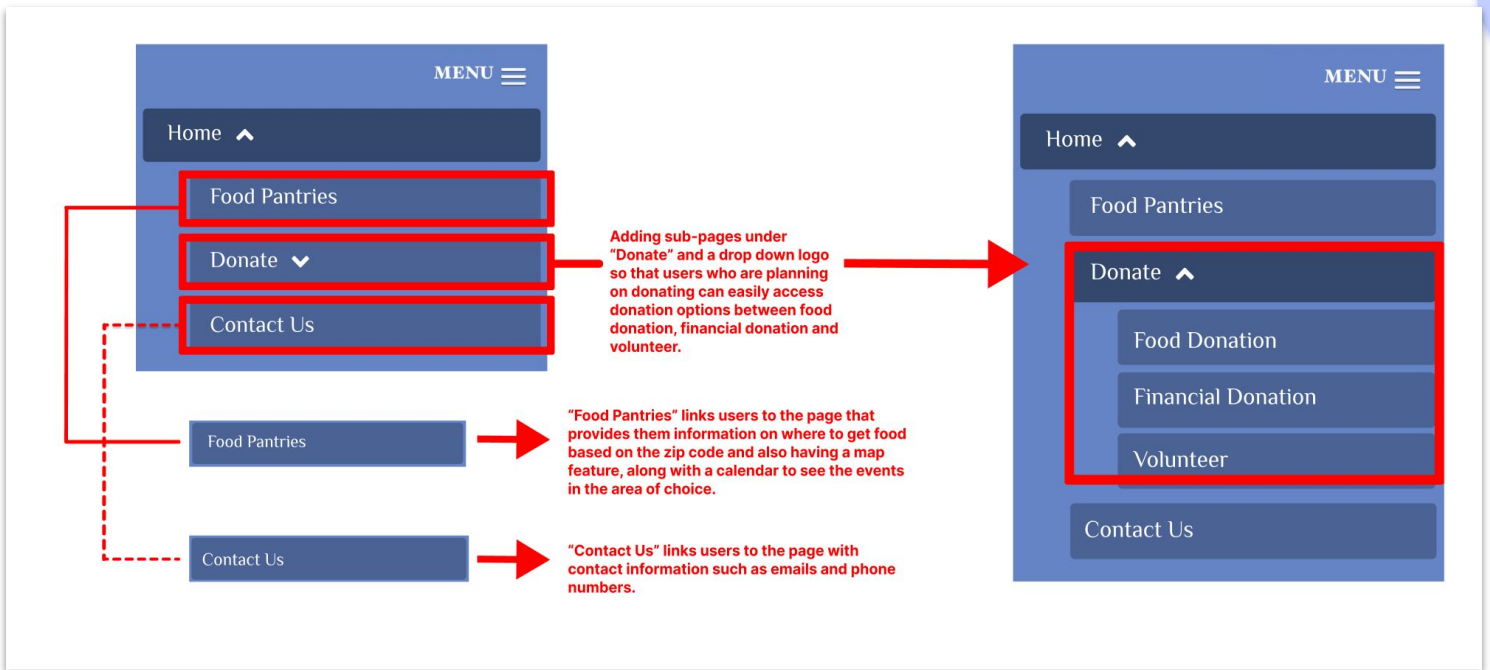 MENU
Home
Food Pantries
Donate
Contact Us
Adding sub-pages under
“Donate” and a drop down logo
so that users who are planning
on donating can easily access
donation options between food
donation, financial donation and
volunteer.
Food Pantries
“Food Pantries” links users to the page that
provides them information on where to get food
based on the zip code and also having a map
feature, along with a calendar to see the events
in the area of choice.
Contact Us
“Contact Us” links users to the page with
contact information such as emails and phone
numbers.
MENU
Home
Food Pantries
Donate
Food Donation
Financial Donation
Volunteer
Contact Us